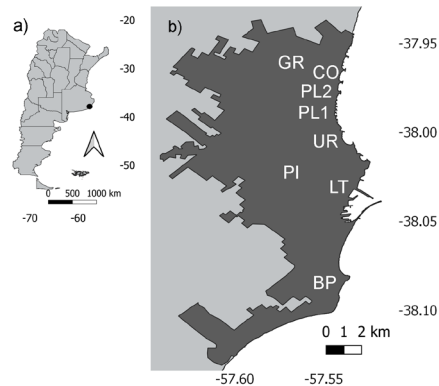 a)
-20
-30
-40
-50
0 500 1000 km
-70 -60
b)
GR
CO
PL2
PL1
UR
PI
LT
BP
-37.95
-38.00
-38.05
-38.10
0 1 2 km
-57.60 -57.55